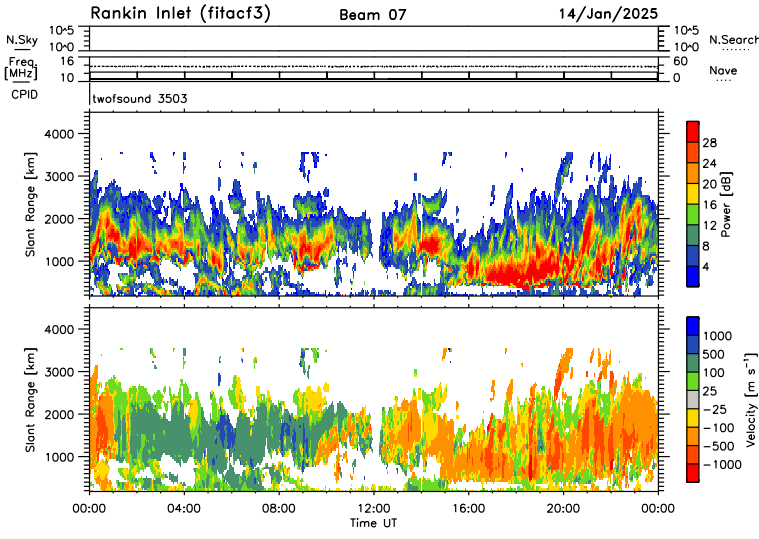 Rankin Inlet (fitacf3) Beam 07 14/Jan/2025
N.Sky 10^5 10^0 10^5 10^0 N.Search
Freq. [MHz] 16 10 60 0 Nave
CPID twofsound 3503
Slant Range [km] 4000 3000 2000 1000
Power [dB] 28 24 20 16 12 8 4
Slant Range [km] 4000 3000 2000 1000
Velocity [m s⁻¹] 1000 500 100 25 −25 −100 −500 −1000
00:00 04:00 08:00 12:00 16:00 20:00 00:00
Time UT